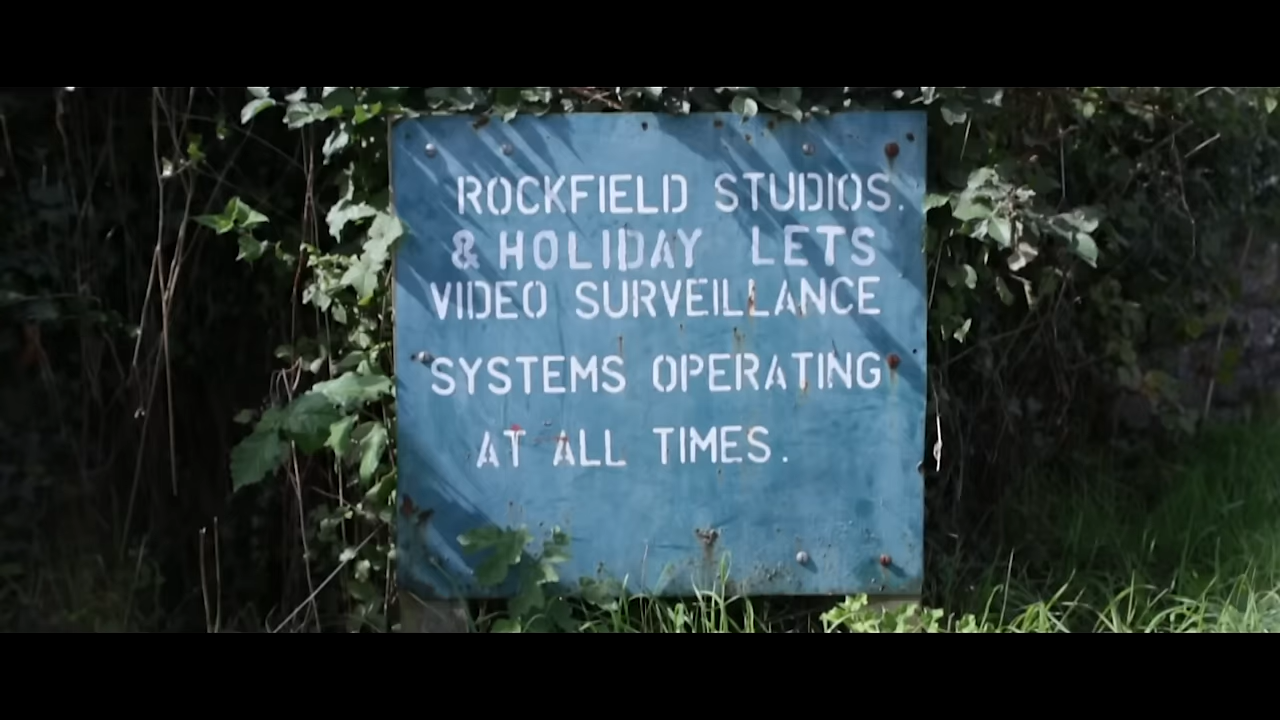 ROCKFIELD STUDIOS.
& HOLIDAY LETS
VIDEO SURVEILLANCE
SYSTEMS OPERATING
AT ALL TIMES.